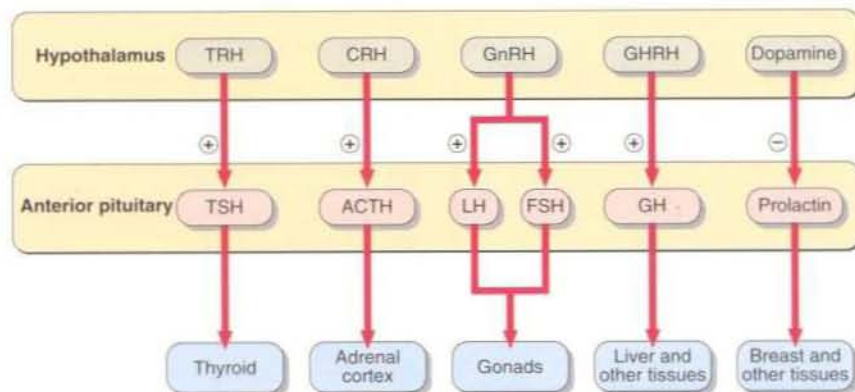 Hypothalamus TRH CRH GnRH GHRH Dopamine
+ + + + + −
Anterior pituitary TSH ACTH LH FSH GH Prolactin
Thyroid Adrenal cortex Gonads Liver and other tissues Breast and other tissues